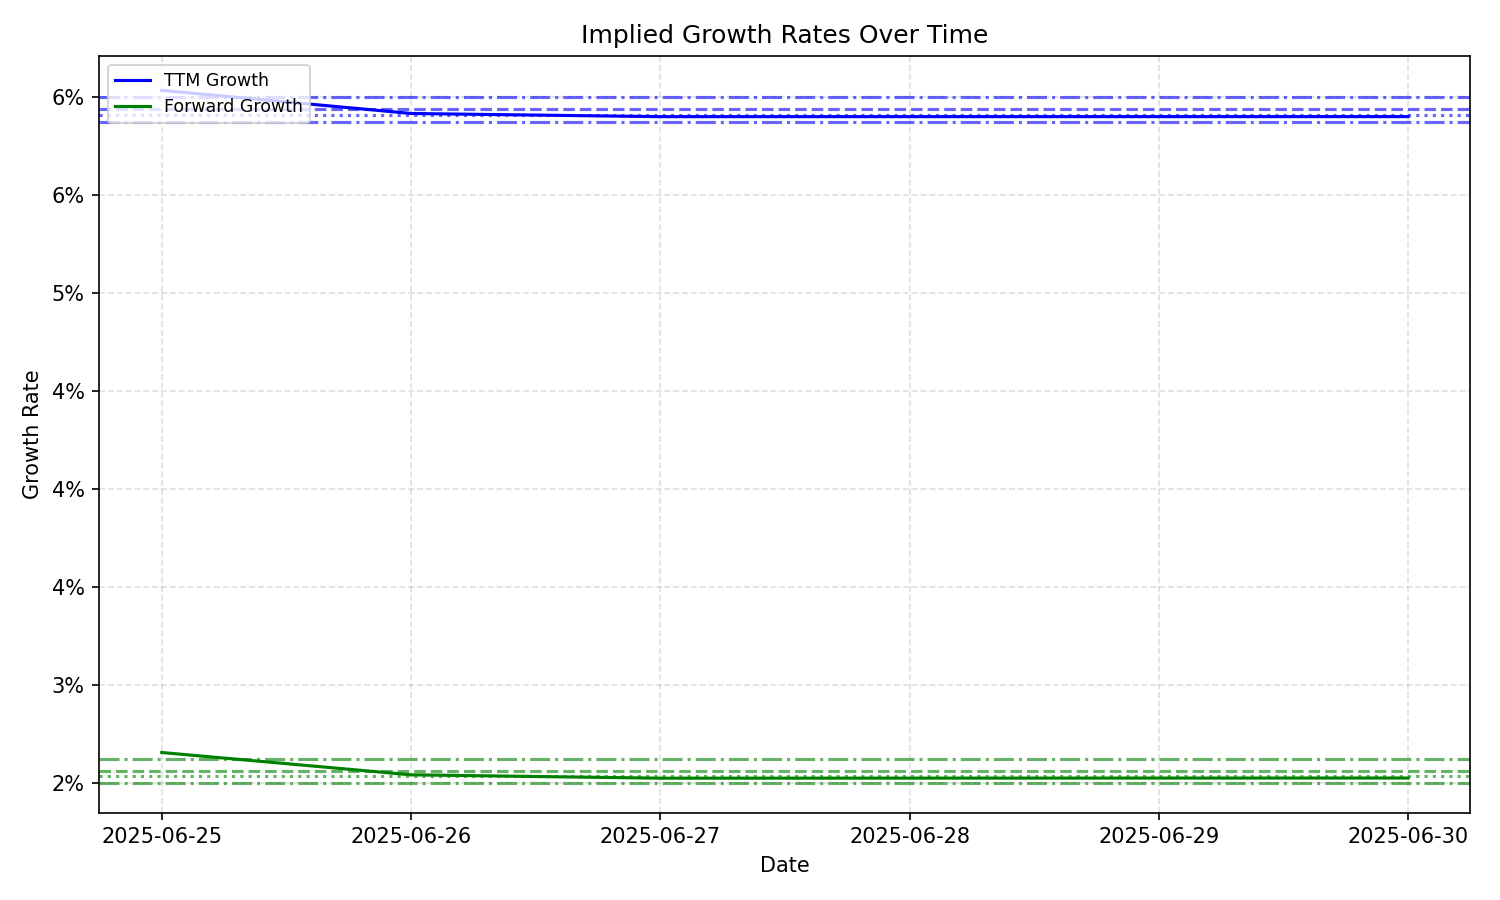 Implied Growth Rates Over Time
TTM Growth
Forward Growth
6%
6%
5%
4%
4%
4%
3%
2%
Growth Rate
2025-06-25
2025-06-26
2025-06-27
2025-06-28
2025-06-29
2025-06-30
Date